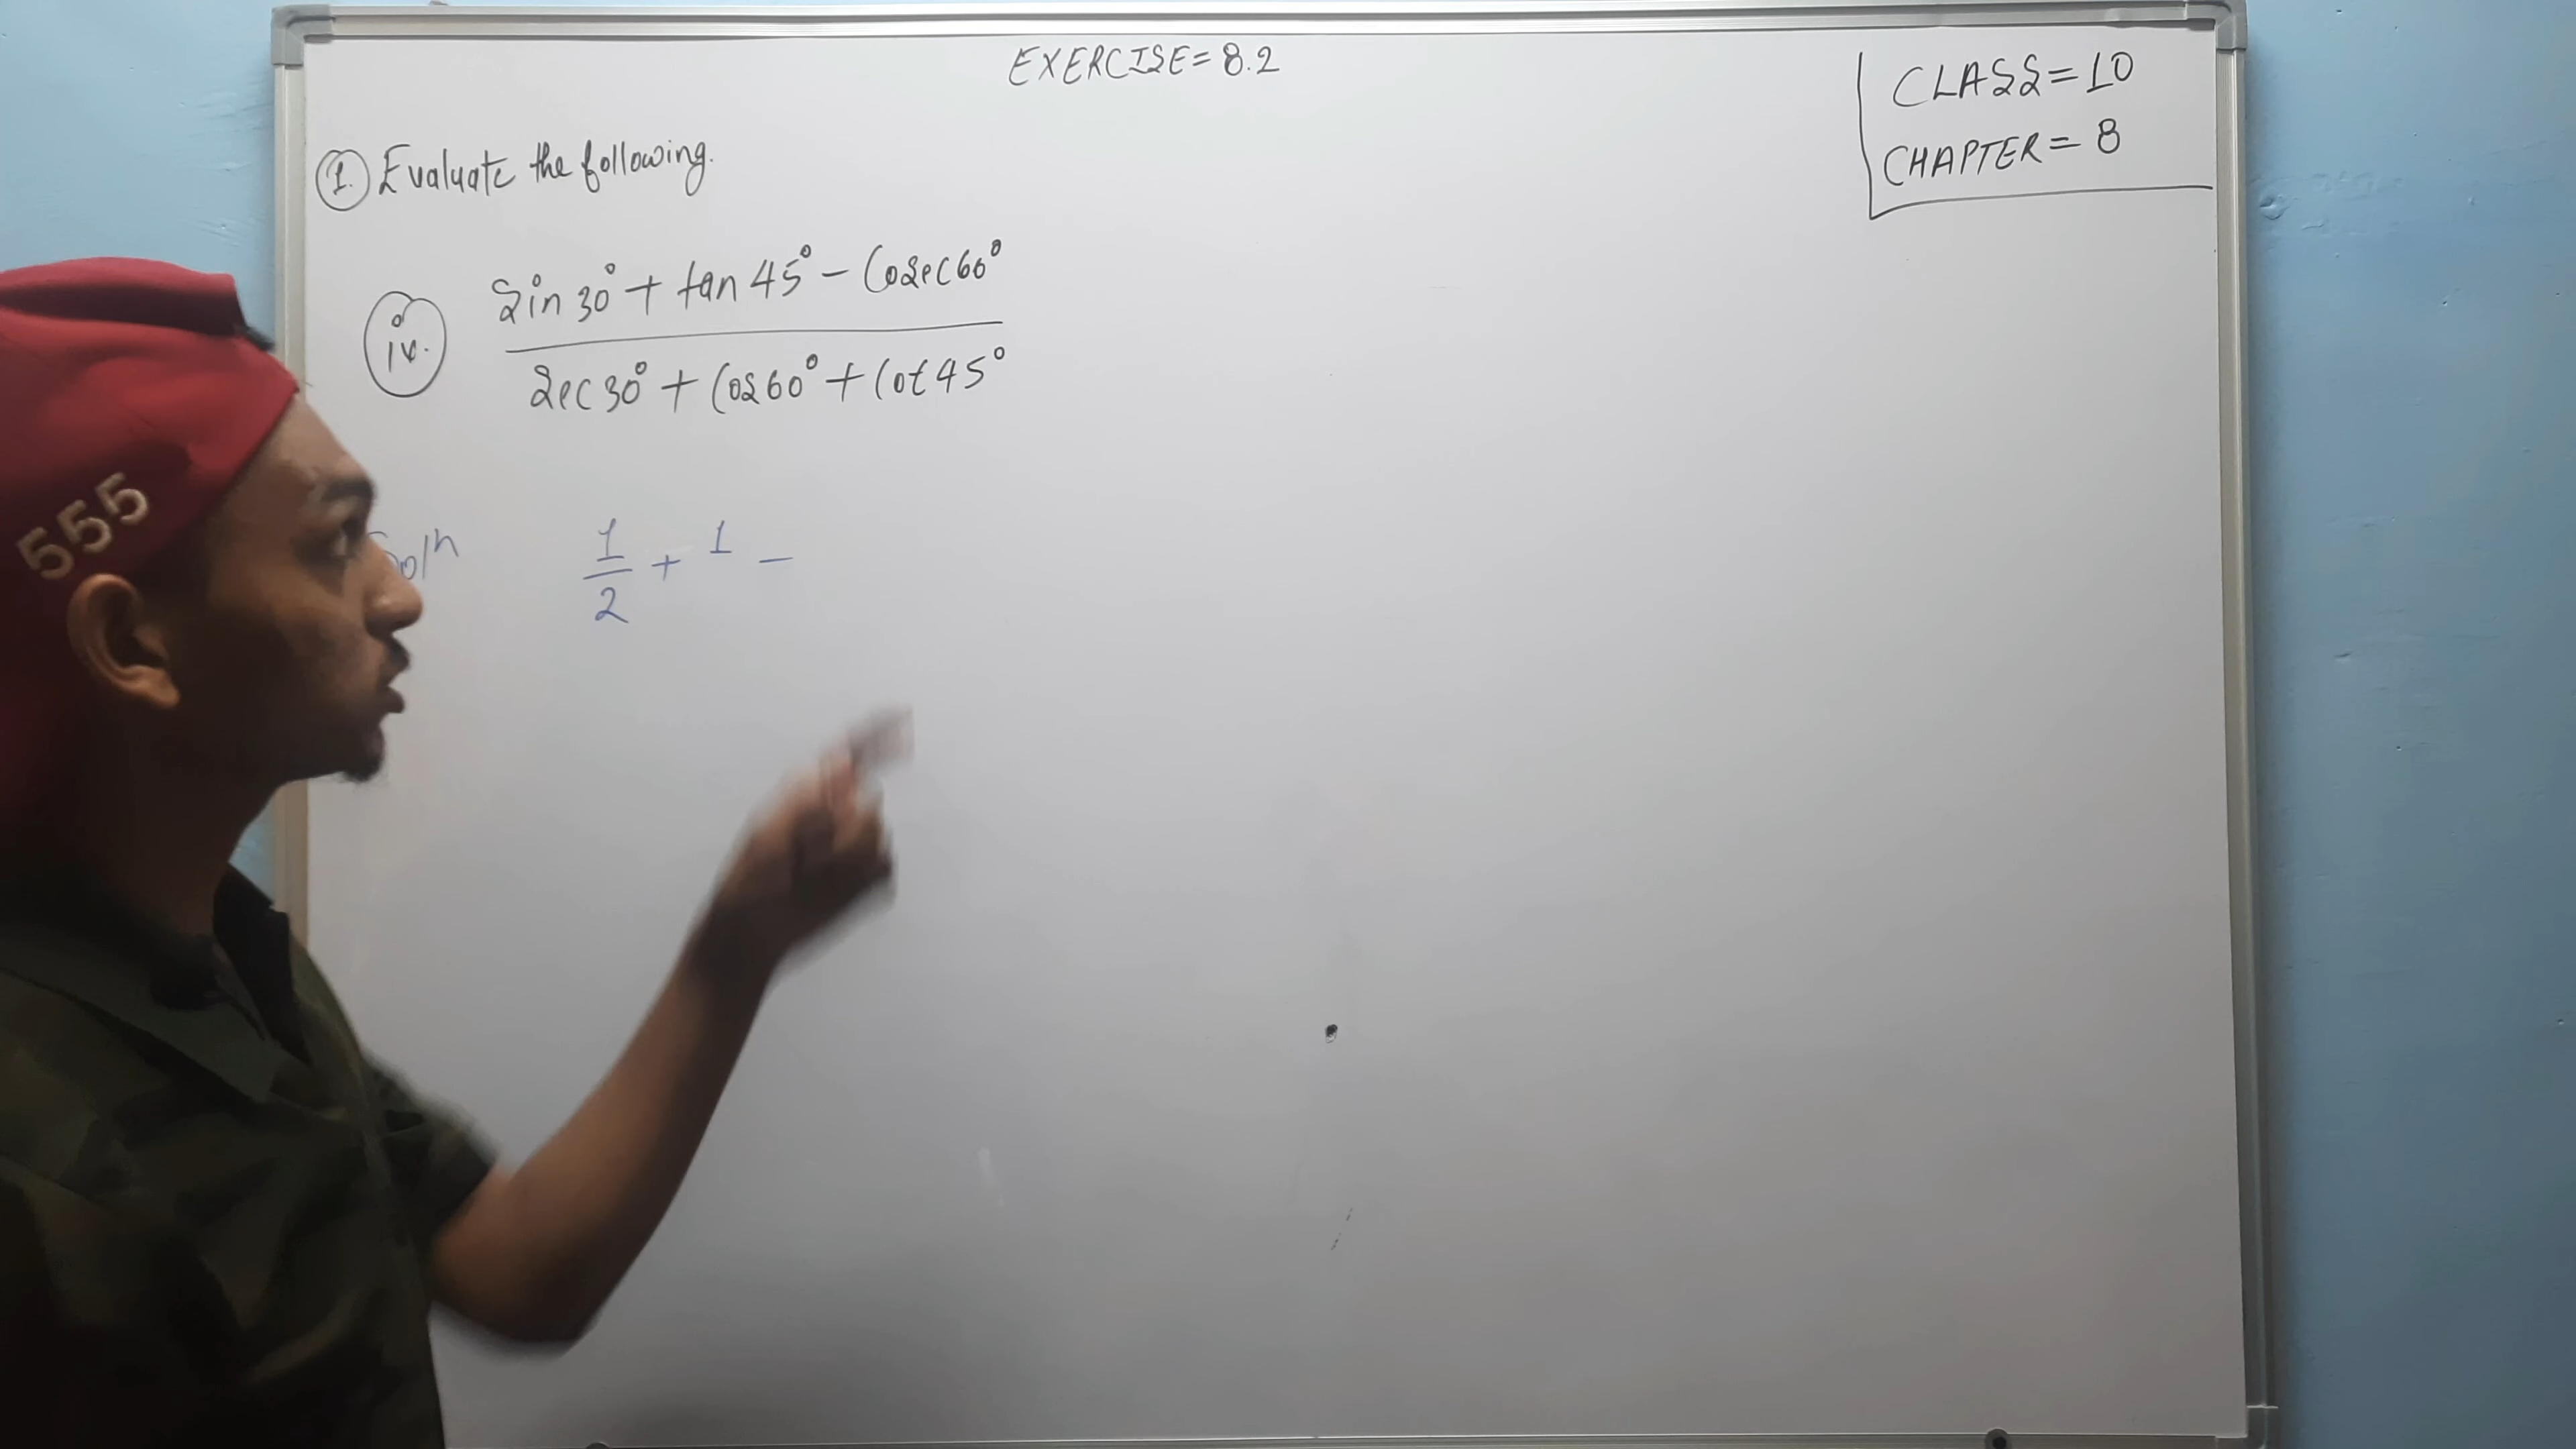 EXERCISE = 8.2
CLASS = 10
CHAPTER = 8
1. Evaluate the following.
iv. Sin 30° + tan 45° - Cosec 60°
Sec 30° + Cos 60° + Cot 45°
Soln 1/2 + 1 -
555